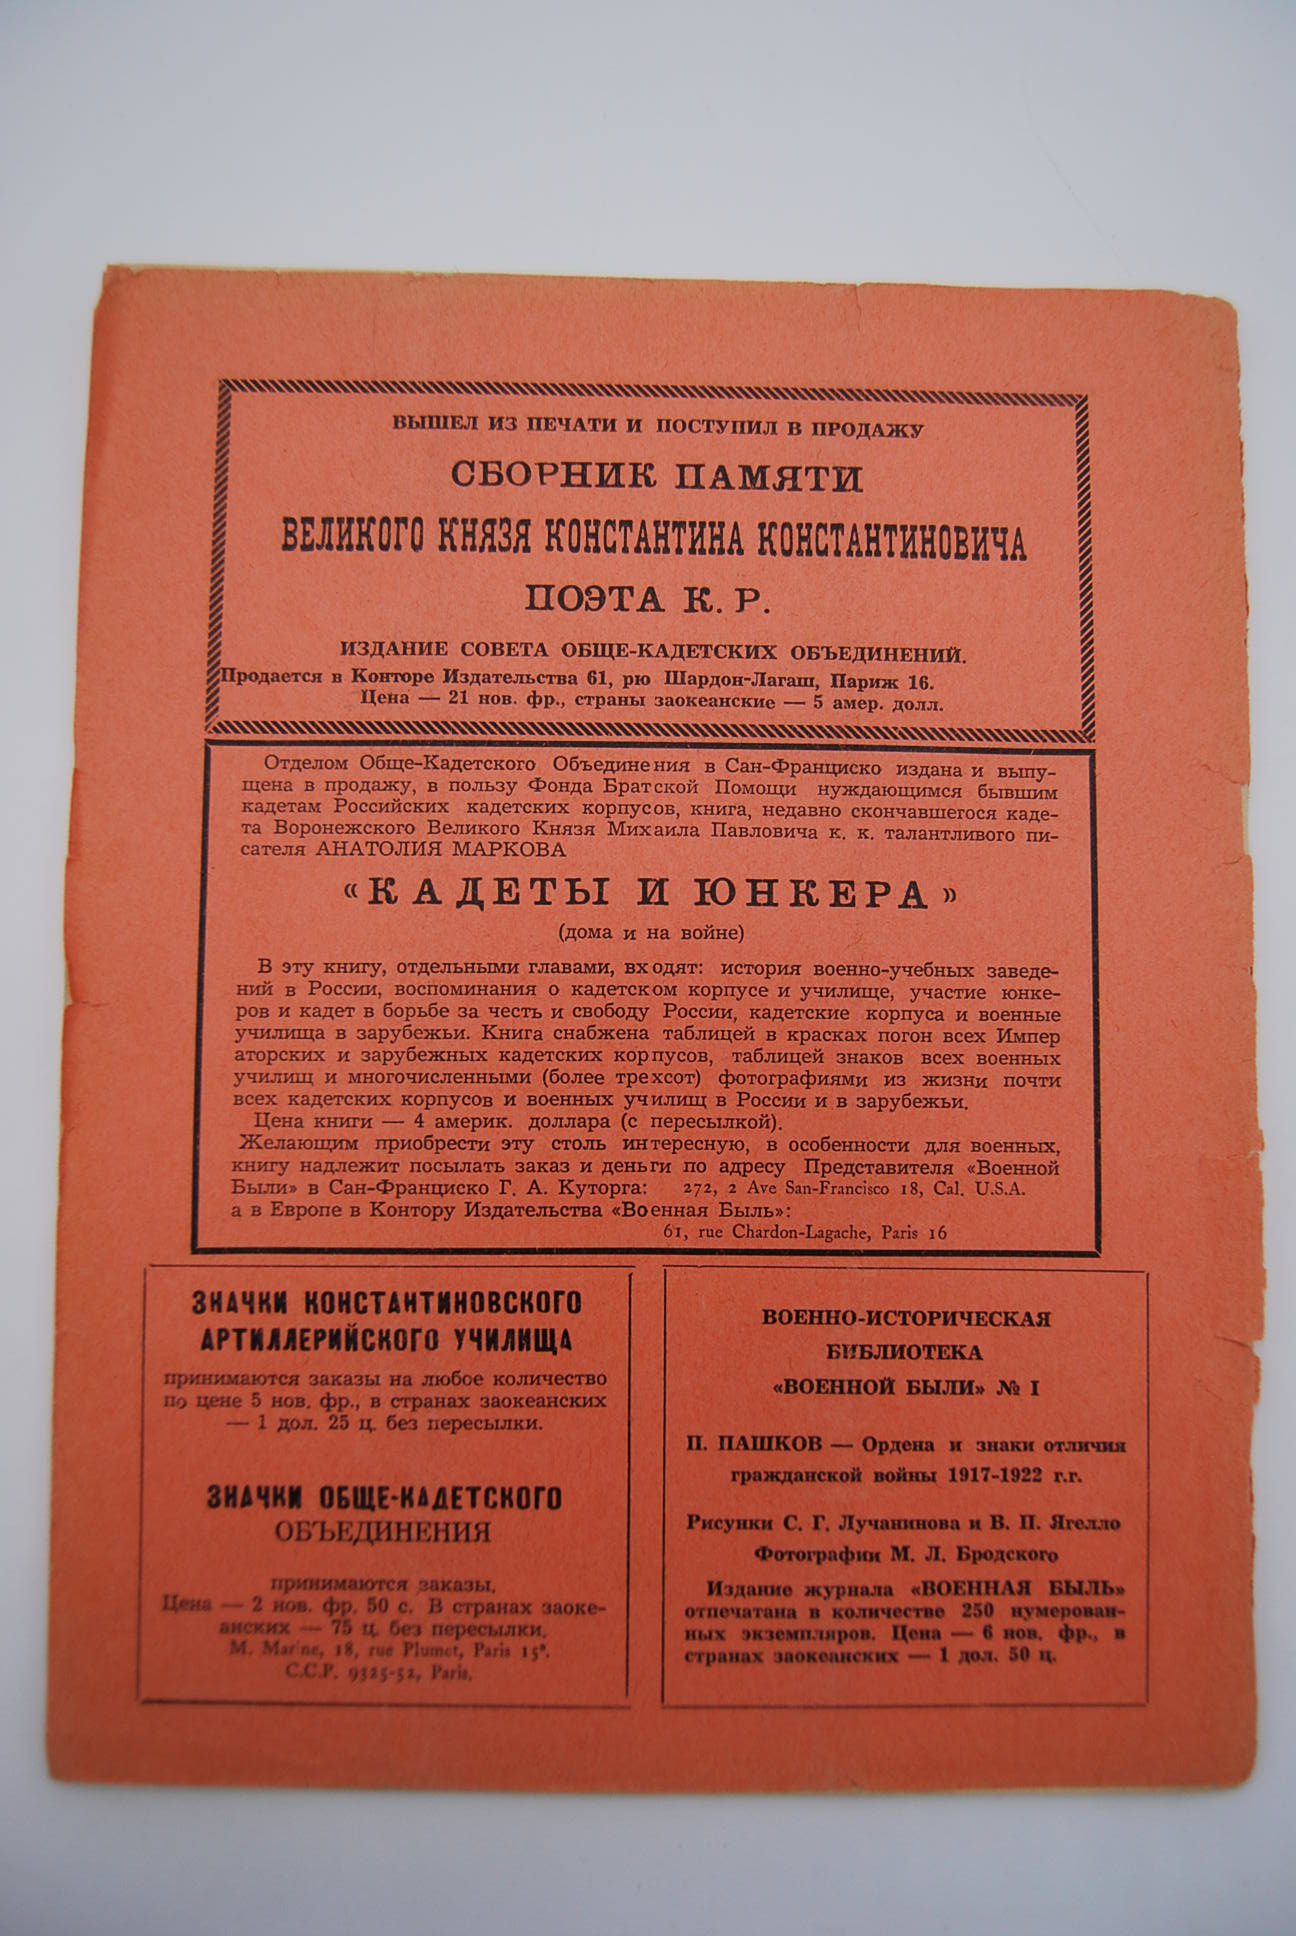 ВЫШЕЛ ИЗ ПЕЧАТИ И ПОСТУПИЛ В ПРОДАЖУ
СБОРНИК ПАМЯТИ
ВЕЛИКОГО КНЯЗЯ КОНСТАНТИНА КОНСТАНТИНОВИЧА
ПОЭТА К. Р.
ИЗДАНИЕ СОВЕТА ОБЩЕ-КАДЕТСКИХ ОБЪЕДИНЕНИЙ.
Продается в Конторе Издательства 61, рю Шардон-Лагаш, Париж 16.
Цена — 21 нов. фр., страны заокеанские — 5 амер. долл.
Отделом Обще-Кадетского Объединения в Сан-Франциско издана и выпу-
щена в продажу, в пользу Фонда Братской Помощи нуждающимся бывшим
кадетам Российских кадетских корпусов, книга, недавно скончавшегося каде-
та Воронежского Великого Князя Михаила Павловича к. к. талантливого пи-
сателя АНАТОЛИЯ МАРКОВА
«КАДЕТЫ И ЮНКЕРА»
(дома и на войне)
В эту книгу, отдельными главами, входят: история военно-учебных заведе-
ний в России, воспоминания о кадетском корпусе и училище, участие юнке-
ров и кадет в борьбе за честь и свободу России, кадетские корпуса и военные
училища в зарубежьи. Книга снабжена таблицей в красках погон всех Импер
аторских и зарубежных кадетских корпусов, таблицей знаков всех военных
училищ и многочисленными (более трехсот) фотографиями из жизни почти
всех кадетских корпусов и военных училищ в России и в зарубежьи.
Цена книги — 4 америк. доллара (с пересылкой).
Желающим приобрести эту столь интересную, в особенности для военных,
книгу надлежит посылать заказ и деньги по адресу Представителя «Военной
Были» в Сан-Франциско Г. А. Куторга: 272, 2 Ave San-Francisco 18, Cal. U.S.A.
а в Европе в Контору Издательства «Военная Быль»:
61, rue Chardon-Lagache, Paris 16
ЗНАЧКИ КОНСТАНТИНОВСКОГО
АРТИЛЛЕРИЙСКОГО УЧИЛИЩА
принимаются заказы на любое количество
по цене 5 нов. фр., в странах заокеанских
— 1 дол. 25 ц. без пересылки.
ЗНАЧКИ ОБЩЕ-КАДЕТСКОГО
ОБЪЕДИНЕНИЯ
принимаются заказы.
Цена — 2 нов. фр. 50 с. В странах заоке-
анских — 75 ц. без пересылки.
M. Marine, 18, rue Plumet, Paris 15e.
C.C.P. 9325-52, Paris.
ВОЕННО-ИСТОРИЧЕСКАЯ
БИБЛИОТЕКА
«ВОЕННОЙ БЫЛИ» № I
П. ПАШКОВ — Ордена и знаки отличия
гражданской войны 1917-1922 г.г.
Рисунки С. Г. Лучанинова и В. П. Ягелло
Фотографии М. Л. Бродского
Издание журнала «ВОЕННАЯ БЫЛЬ»
отпечатана в количестве 250 нумерован-
ных экземпляров. Цена — 6 нов. фр., в
странах заокеанских — 1 дол. 50 ц.